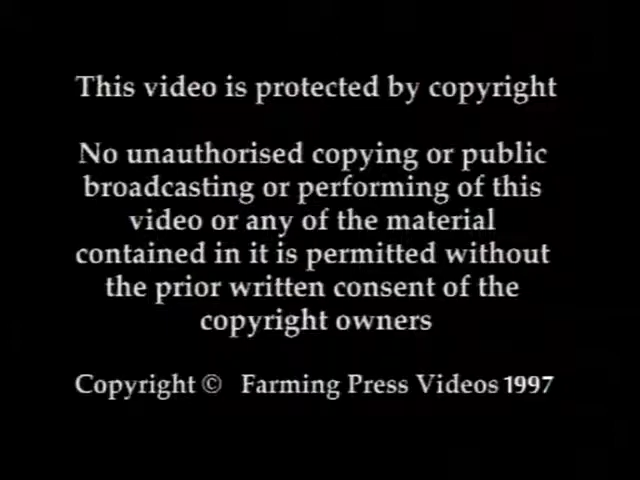 This video is protected by copyright
No unauthorised copying or public
broadcasting or performing of this
video or any of the material
contained in it is permitted without
the prior written consent of the
copyright owners
Copyright © Farming Press Videos 1997